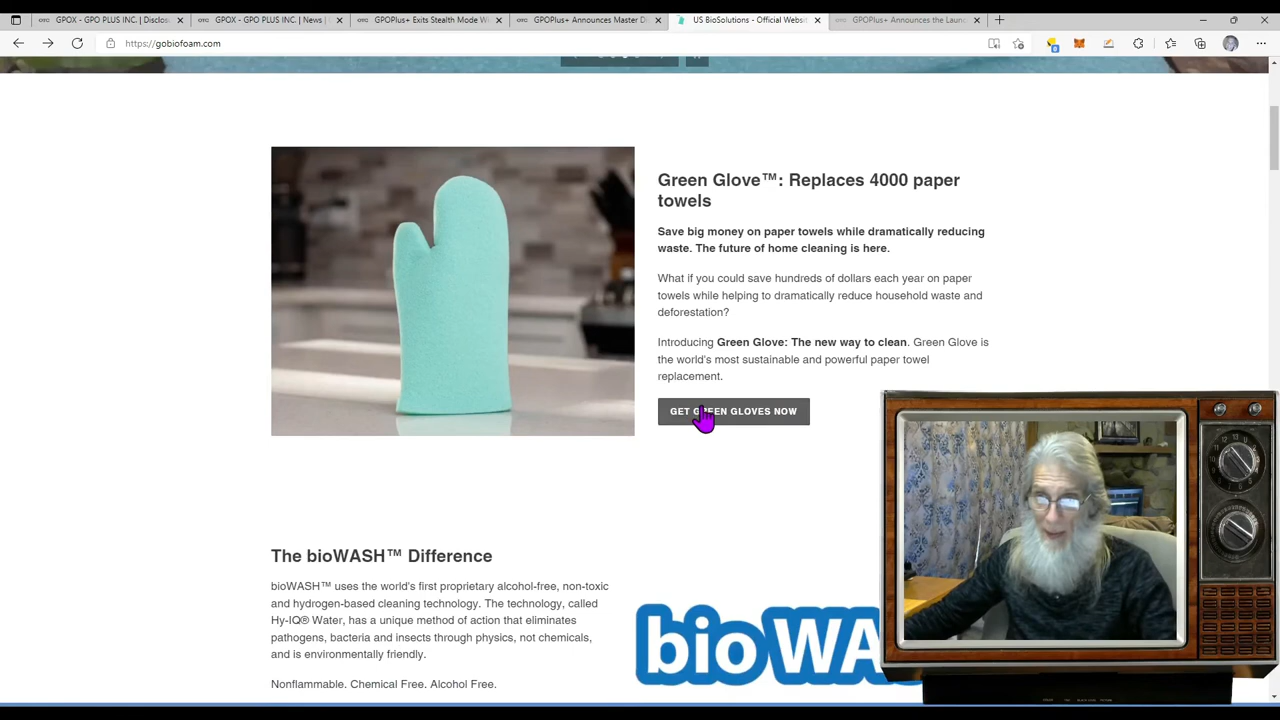 GPOX - GPO PLUS INC. | Disclos
GPOX - GPO PLUS INC. | News |
GPOPlus+ Exits Stealth Mode W
GPOPlus+ Announces Master Di
US BioSolutions - Official Websit
GPOPlus+ Announces the Launc
https://gobiofoam.com
Green Glove™: Replaces 4000 paper
towels
Save big money on paper towels while dramatically reducing
waste. The future of home cleaning is here.
What if you could save hundreds of dollars each year on paper
towels while helping to dramatically reduce household waste and
deforestation?
Introducing Green Glove: The new way to clean. Green Glove is
the world's most sustainable and powerful paper towel
replacement.
GET GREEN GLOVES NOW
The bioWASH™ Difference
bioWASH™ uses the world's first proprietary alcohol-free, non-toxic
and hydrogen-based cleaning technology. The technology, called
Hy-IQ® Water, has a unique method of action that eliminates
pathogens, bacteria and insects through physics, not chemicals,
and is environmentally friendly.
Nonflammable. Chemical Free. Alcohol Free.
bioWA